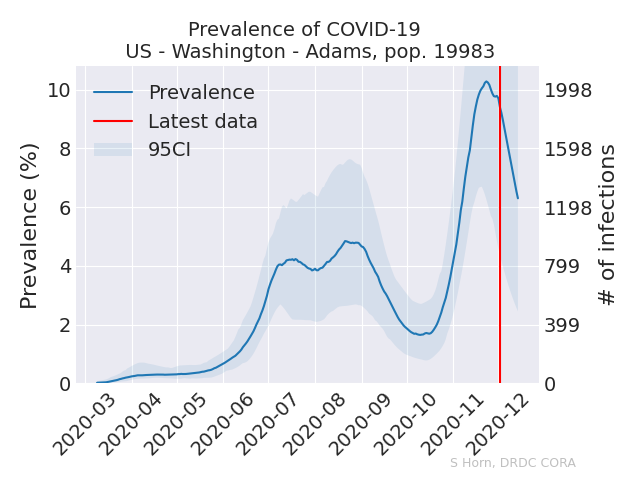 Prevalence of COVID-19
US - Washington - Adams, pop. 19983
Prevalence
Latest data
95CI
Prevalence (%)
10
8
6
4
2
0
1998
1598
1198
799
399
0
# of infections
2020-03
2020-04
2020-05
2020-06
2020-07
2020-08
2020-09
2020-10
2020-11
2020-12
S Horn, DRDC CORA